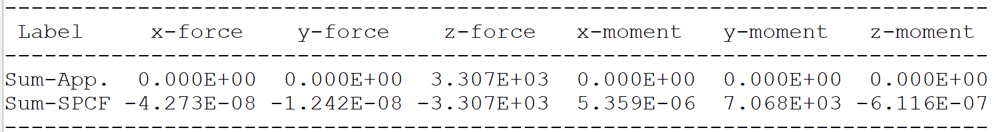 Label x-force y-force z-force x-moment y-moment z-moment
Sum-App. 0.000E+00 0.000E+00 3.307E+03 0.000E+00 0.000E+00 0.000E+00
Sum-SPCF -4.273E-08 -1.242E-08 -3.307E+03 5.359E-06 7.068E+03 -6.116E-07